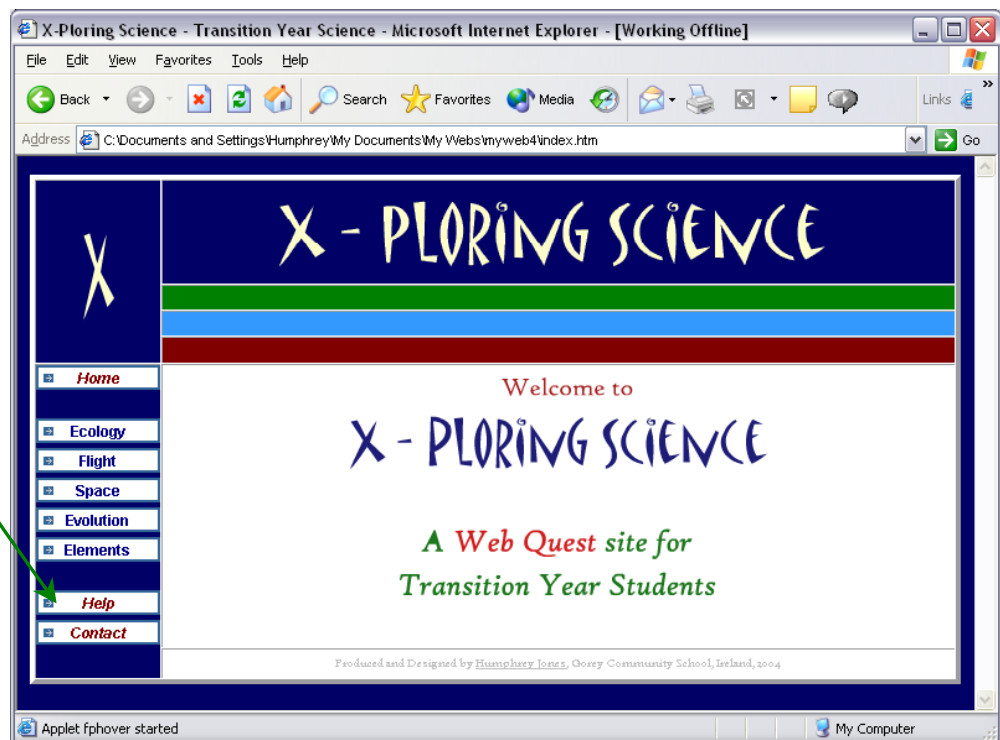 X-Ploring Science - Transition Year Science - Microsoft Internet Explorer - [Working Offline]
File Edit View Favorites Tools Help
Back Search Favorites Media Links »
Address C:\Documents and Settings\Humphrey\My Documents\My Webs\myweb4\index.htm Go
X
X - PLORING SCIENCE
Home
Ecology
Flight
Space
Evolution
Elements
Help
Contact
Welcome to
X - PLORING SCIENCE
A Web Quest site for
Transition Year Students
Produced and Designed by Humphrey Jones, Gorey Community School, Ireland, 2004
Applet fphover started My Computer